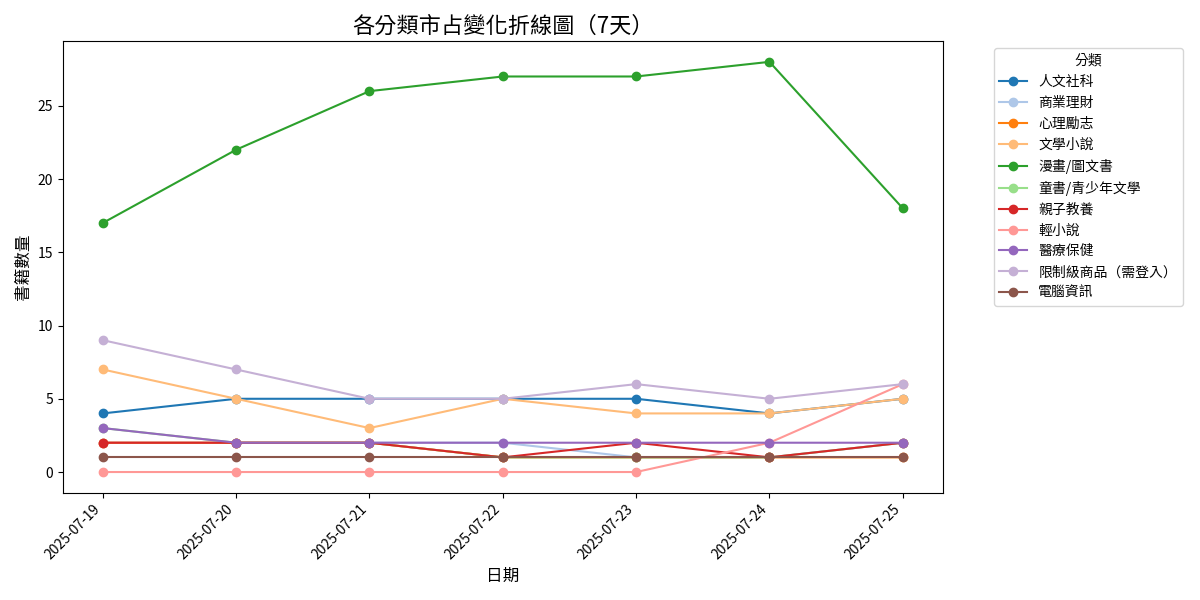 各分類市占變化折線圖（7天）
書籍數量
25
20
15
10
5
0
2025-07-19
2025-07-20
2025-07-21
2025-07-22
2025-07-23
2025-07-24
2025-07-25
日期
分類
人文社科
商業理財
心理勵志
文學小說
漫畫/圖文書
童書/青少年文學
親子教養
輕小說
醫療保健
限制級商品（需登入）
電腦資訊